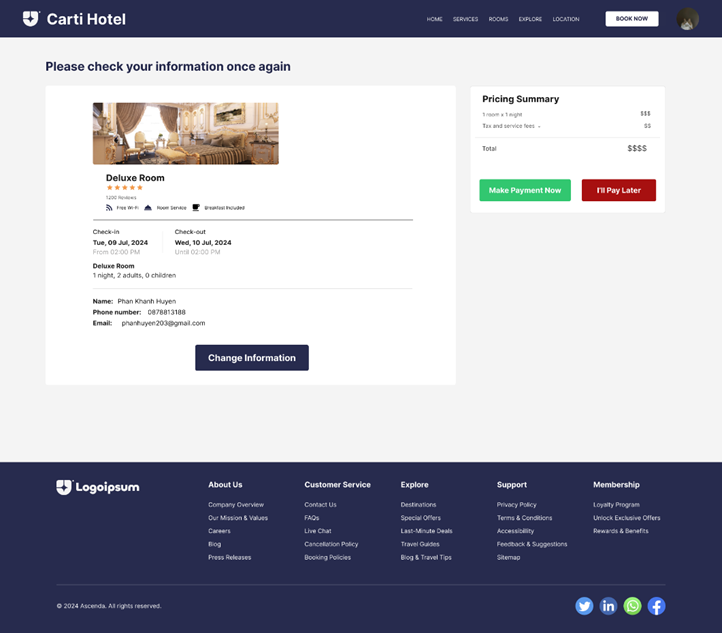 Carti Hotel
HOME SERVICES ROOMS EXPLORE LOCATION BOOK NOW
Please check your information once again
Deluxe Room
1,200 Reviews
Free Wi-Fi Room Service Breakfast Included
Check-in Check-out
Tue, 09 Jul, 2024 Wed, 10 Jul, 2024
From 02:00 PM Until 02:00 PM
Deluxe Room
1 night, 2 adults, 0 children
Name: Phan Khanh Huyen
Phone number: 0878813188
Email: phanhuyen203@gmail.com
Change Information
Pricing Summary
1 room x 1 night $$$
Tax and service fees $$
Total $$$$
Make Payment Now I'll Pay Later
Logoipsum
About Us
Company Overview
Our Mission & Values
Careers
Blog
Press Releases
Customer Service
Contact Us
FAQs
Live Chat
Cancellation Policy
Booking Policies
Explore
Destinations
Special Offers
Last-Minute Deals
Travel Guides
Blog & Travel Tips
Support
Privacy Policy
Terms & Conditions
Accessibility
Feedback & Suggestions
Sitemap
Membership
Loyalty Program
Unlock Exclusive Offers
Rewards & Benefits
© 2024 Ascenda. All rights reserved.